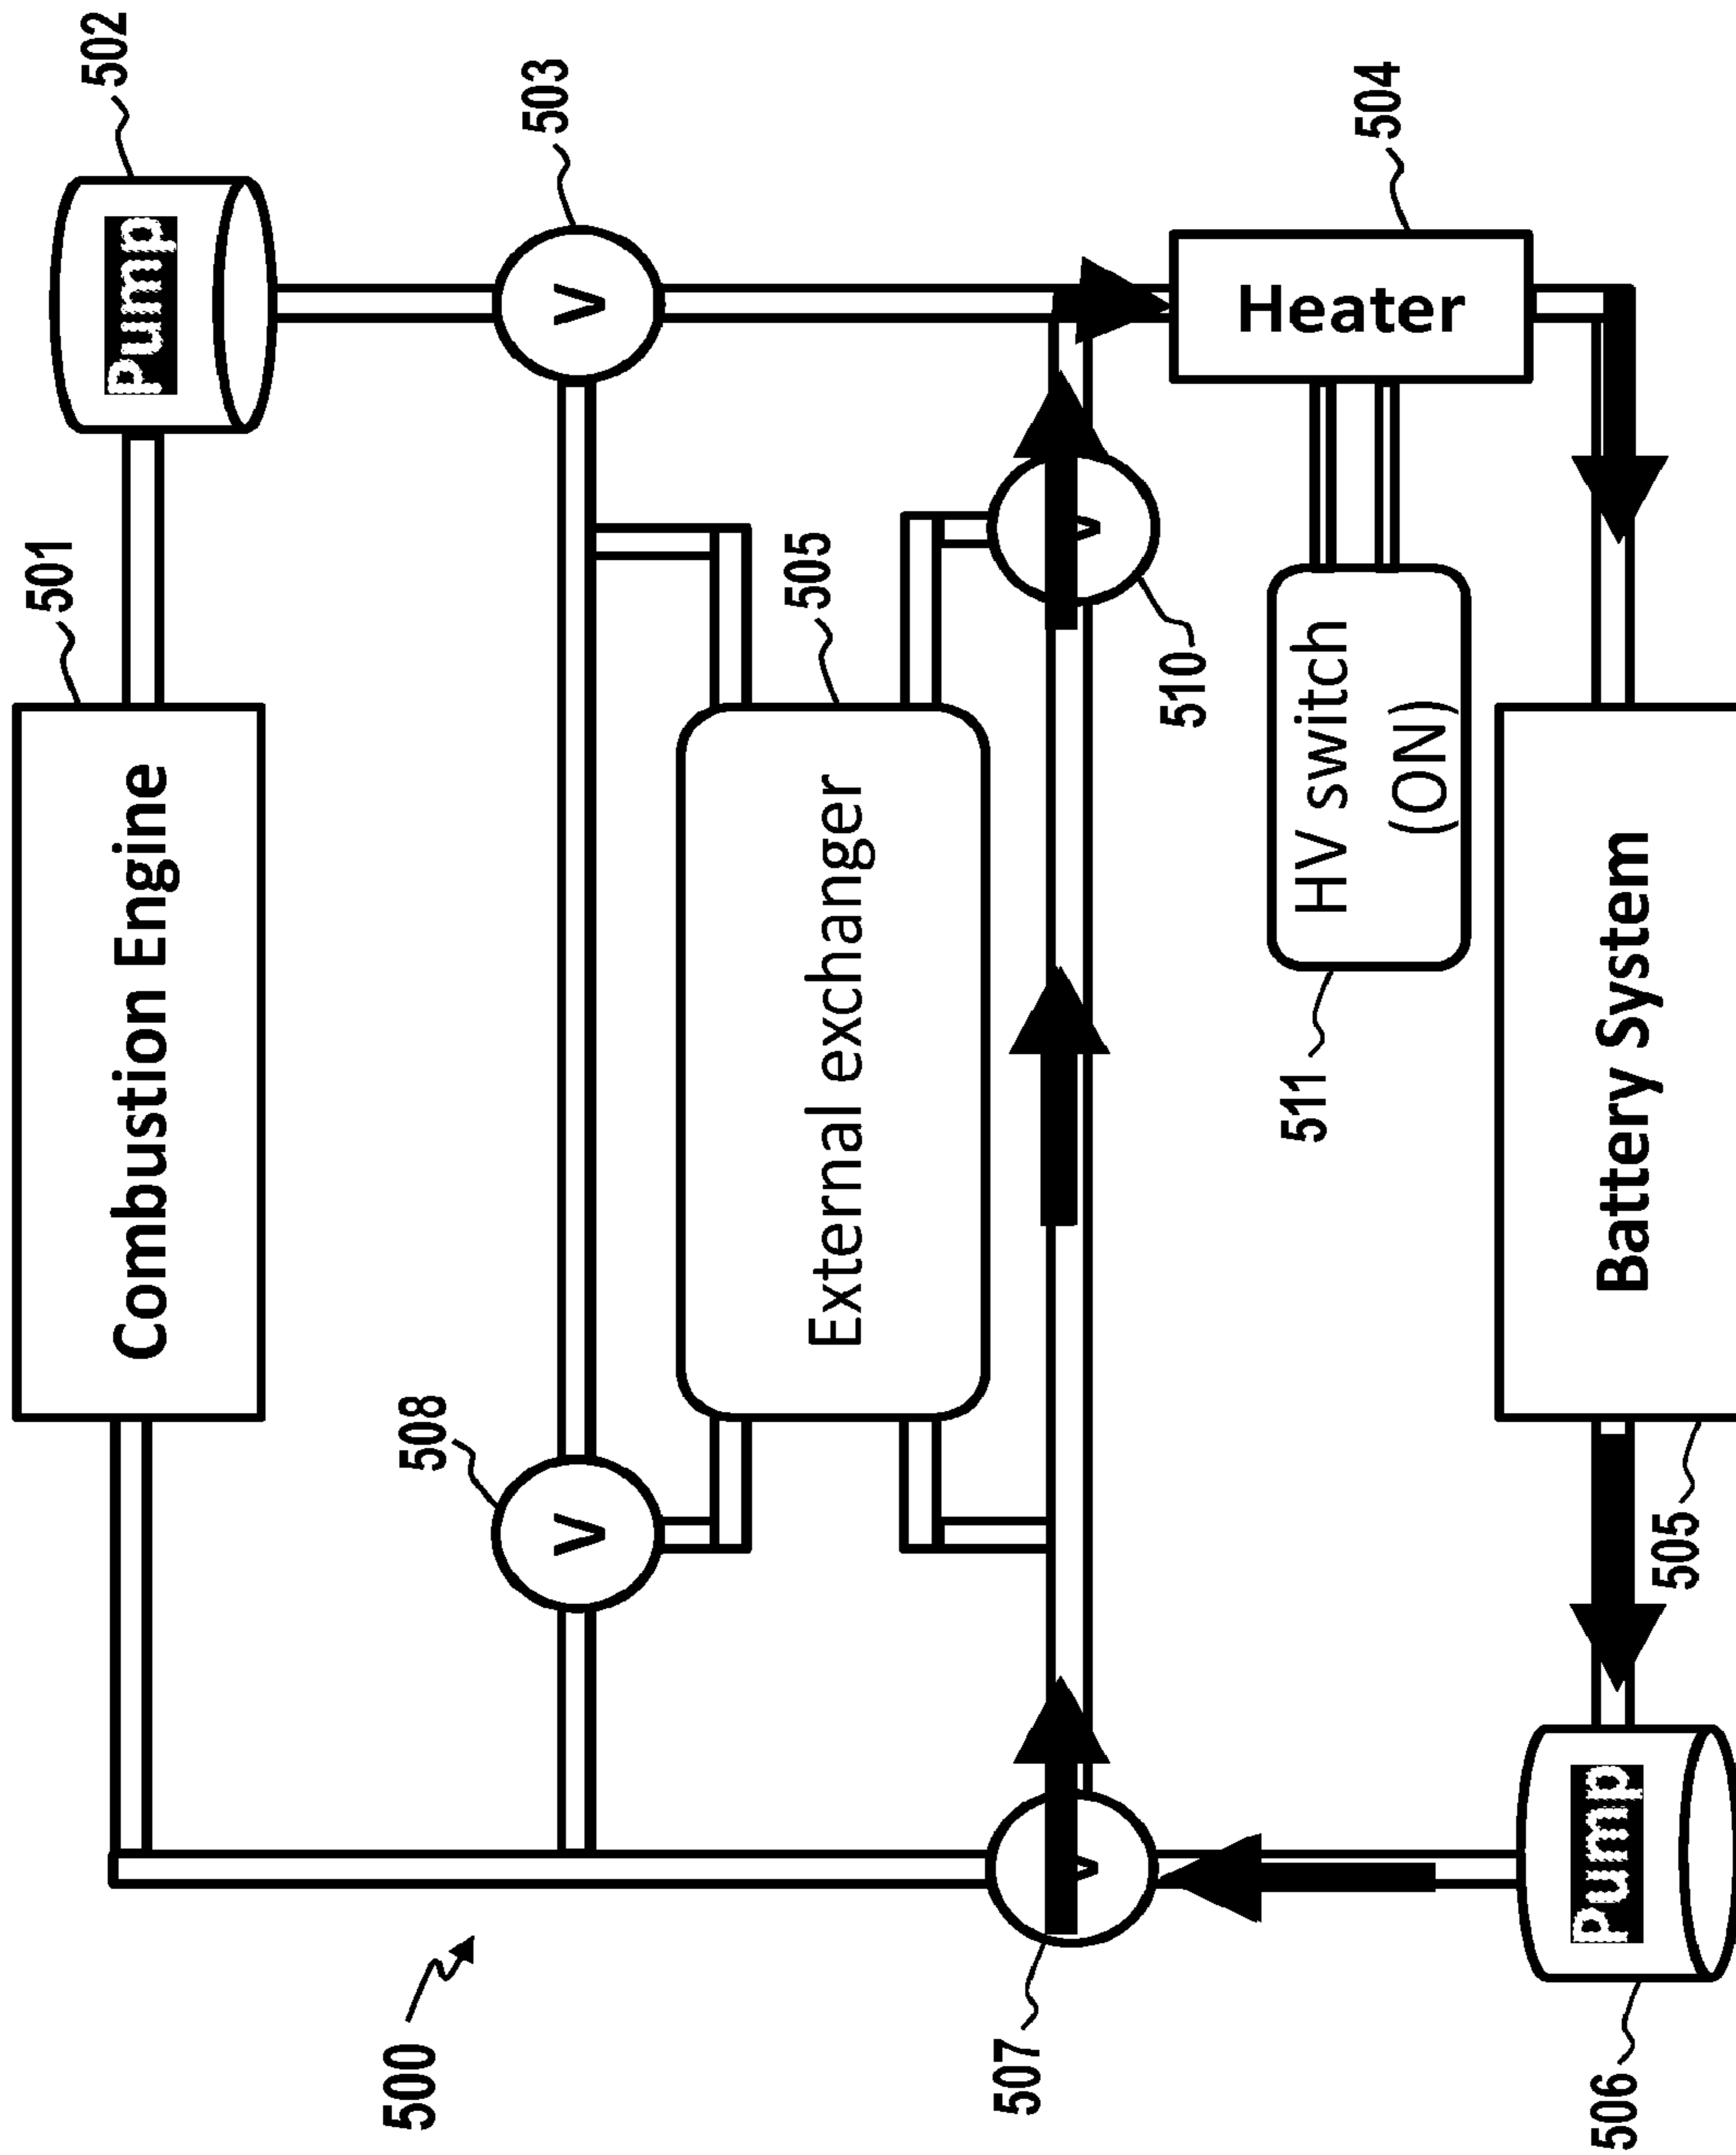 502
503
504
Pump
V
Heater
501
505
510
V
HV switch
(ON)
511
Combustion Engine
External exchanger
Battery System
508
V
505
V
Pump
500
507
506